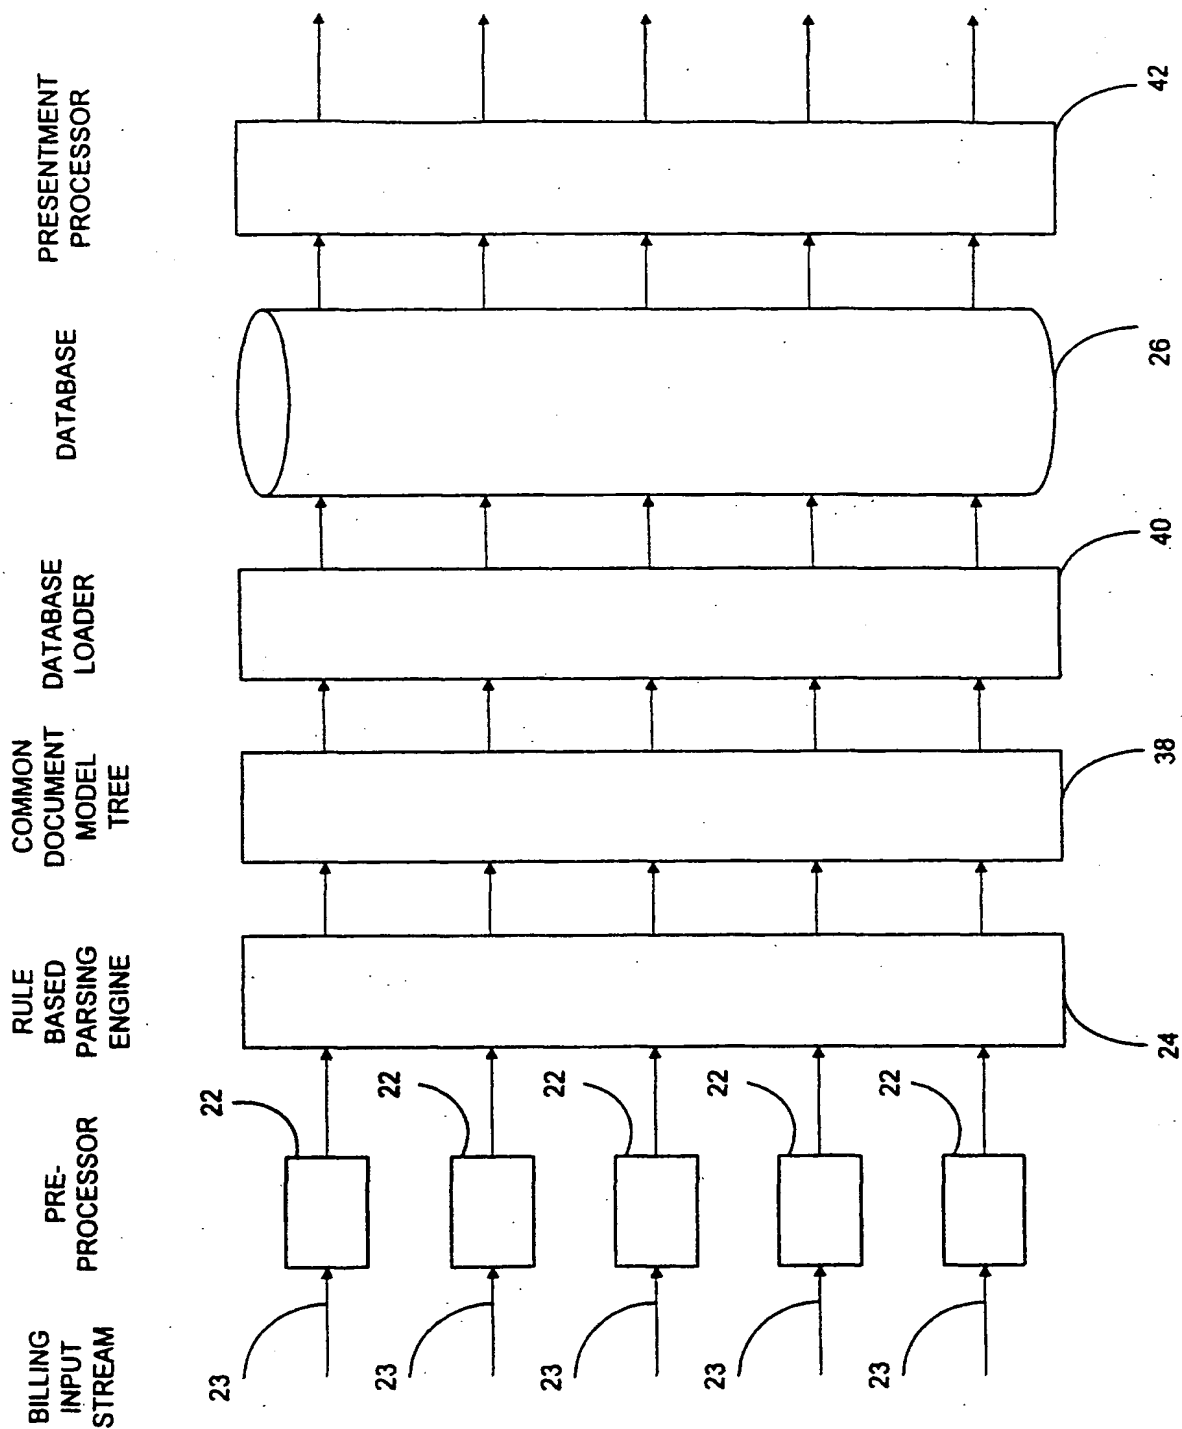 BILLING
INPUT
STREAM
PRE-
PROCESSOR
RULE
BASED
PARSING
ENGINE
COMMON
DOCUMENT
MODEL
TREE
DATABASE
LOADER
DATABASE
PRESENTMENT
PROCESSOR
23
22
23
22
23
22
23
22
23
22
24
38
40
26
42